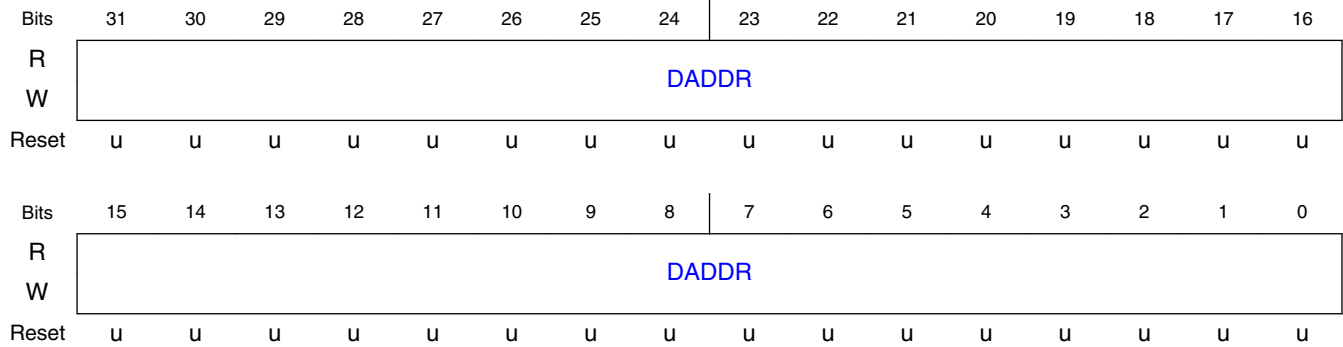 Bits 31 30 29 28 27 26 25 24 23 22 21 20 19 18 17 16
R
DADDR
W
Reset u u u u u u u u u u u u u u u u
Bits 15 14 13 12 11 10 9 8 7 6 5 4 3 2 1 0
R
DADDR
W
Reset u u u u u u u u u u u u u u u u